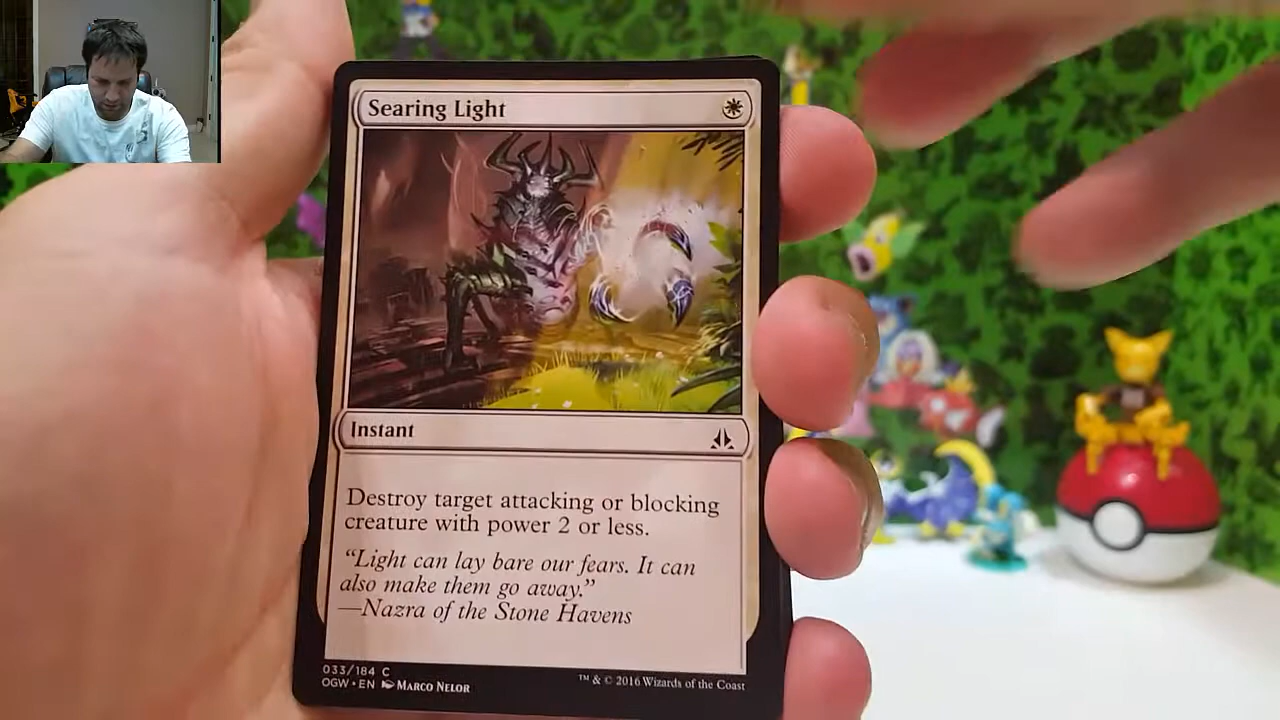 Searing Light
Instant
Destroy target attacking or blocking
creature with power 2 or less.
“Light can lay bare our fears. It can
also make them go away.”
—Nazra of the Stone Havens
033/184 C
OGW • EN Marco Nelor
™ & © 2016 Wizards of the Coast